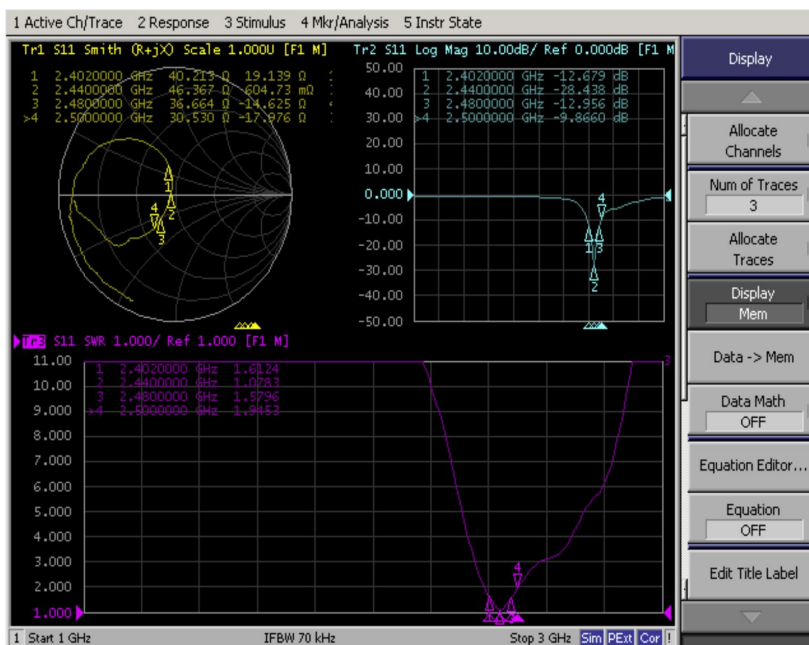 1 Active Ch/Trace 2 Response 3 Stimulus 4 Mkr/Analysis 5 Instr State
Tr1 S11 Smith (R+jX) Scale 1.000U [F1 M]
1 2.4020000 GHz 40.213 Ω 19.139 Ω
2 2.4400000 GHz 46.367 Ω 604.73 mΩ
3 2.4800000 GHz 36.664 Ω -14.625 Ω
>4 2.5000000 GHz 30.530 Ω -17.976 Ω
1
2
4
3
Tr2 S11 Log Mag 10.00dB/ Ref 0.000dB [F1 M
50.00
40.00
30.00
20.00
10.00
0.000
-10.00
-20.00
-30.00
-40.00
-50.00
1 2.4020000 GHz -12.679 dB
2 2.4400000 GHz -28.438 dB
3 2.4800000 GHz -12.956 dB
>4 2.5000000 GHz -9.8660 dB
4
1 3
2
Tr3 S11 SWR 1.000/ Ref 1.000 [F1 M]
11.00
10.00
9.000
8.000
7.000
6.000
5.000
4.000
3.000
2.000
1.000
1 2.4020000 GHz 1.6124
2 2.4400000 GHz 1.0783
3 2.4800000 GHz 1.5796
>4 2.5000000 GHz 1.9453
3
4
1 Start 1 GHz IFBW 70 kHz Stop 3 GHz Sim PExt Cor !
Display
Allocate
Channels
Num of Traces
3
Allocate
Traces
Display
Mem
Data -> Mem
Data Math
OFF
Equation Editor...
Equation
OFF
Edit Title Label